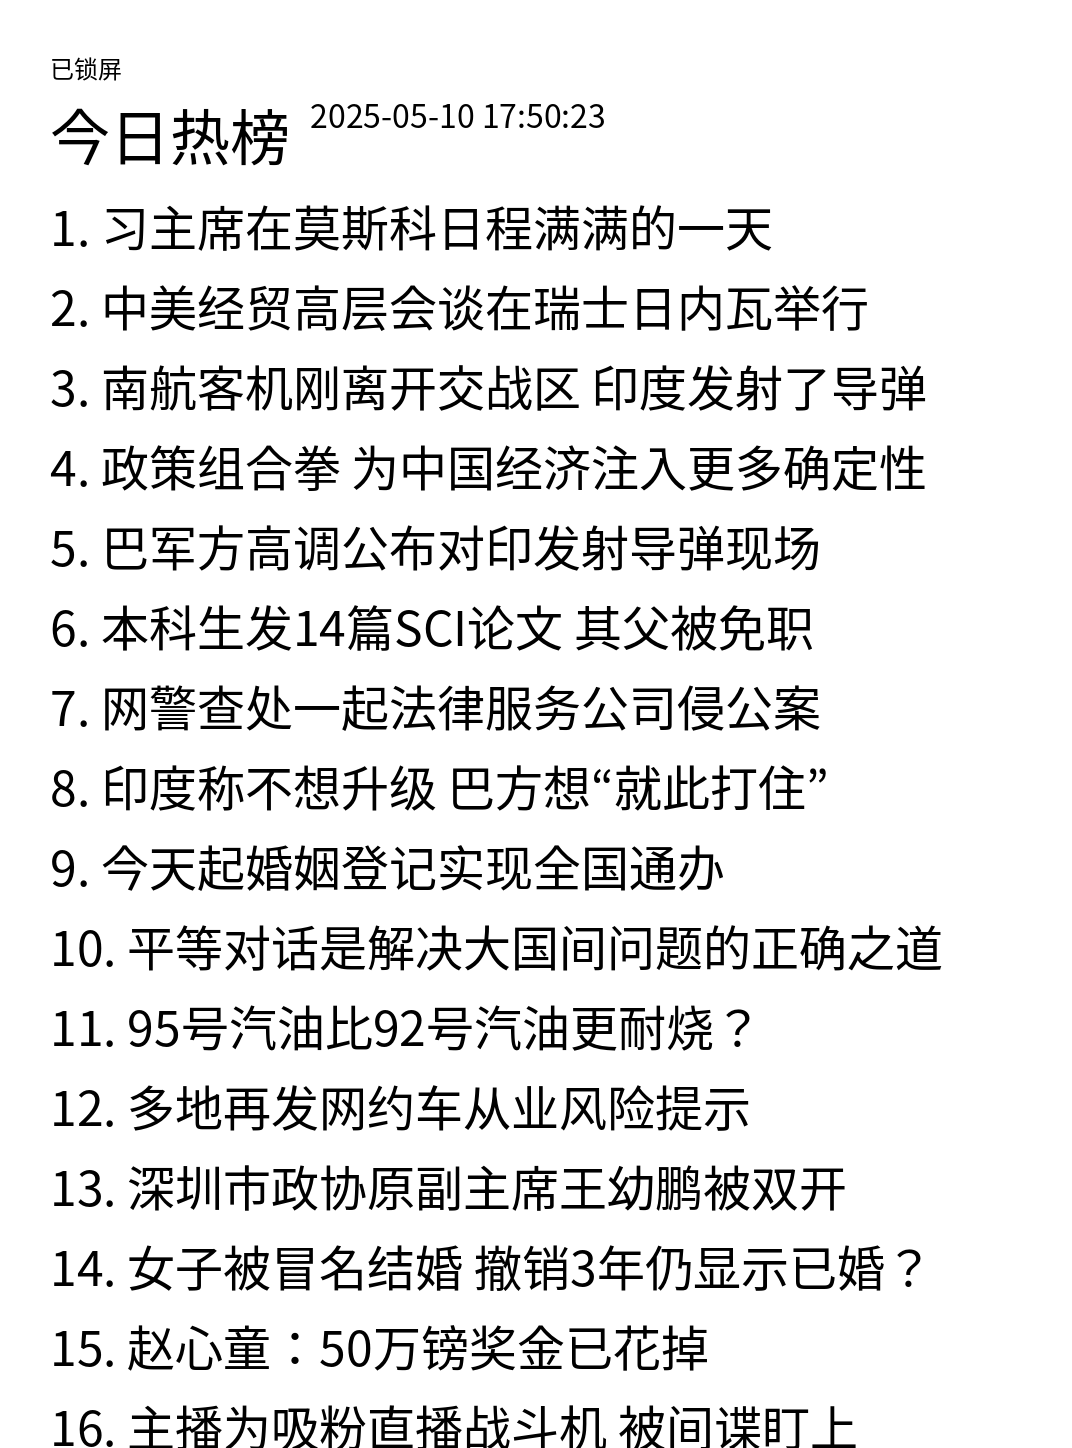 已锁屏
今日热榜 2025-05-10 17:50:23
1. 习主席在莫斯科日程满满的一天
2. 中美经贸高层会谈在瑞士日内瓦举行
3. 南航客机刚离开交战区 印度发射了导弹
4. 政策组合拳 为中国经济注入更多确定性
5. 巴军方高调公布对印发射导弹现场
6. 本科生发14篇SCI论文 其父被免职
7. 网警查处一起法律服务公司侵公案
8. 印度称不想升级 巴方想“就此打住”
9. 今天起婚姻登记实现全国通办
10. 平等对话是解决大国间问题的正确之道
11. 95号汽油比92号汽油更耐烧？
12. 多地再发网约车从业风险提示
13. 深圳市政协原副主席王幼鹏被双开
14. 女子被冒名结婚 撤销3年仍显示已婚？
15. 赵心童：50万镑奖金已花掉
16. 主播为吸粉直播战斗机 被间谍盯上